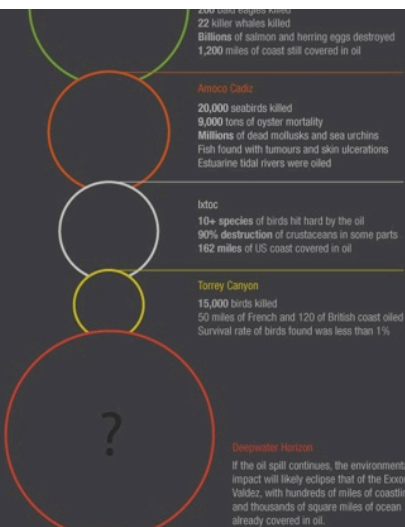 200 bald eagles killed
22 killer whales killed
Billions of salmon and herring eggs destroyed
1,200 miles of coast still covered in oil
Amoco Cadiz
20,000 seabirds killed
9,000 tons of oyster mortality
Millions of dead mollusks and sea urchins
Fish found with tumours and skin ulcerations
Estuarine tidal rivers were oiled
Ixtoc
10+ species of birds hit hard by the oil
90% destruction of crustaceans in some parts
162 miles of US coast covered in oil
Torrey Canyon
15,000 birds killed
50 miles of French and 120 of British coast oiled
Survival rate of birds found was less than 1%
?
Deepwater Horizon
If the oil spill continues, the environment
impact will likely eclipse that of the Exxo
Valdez, with hundreds of miles of coastlin
and thousands of square miles of ocean
already covered in oil.